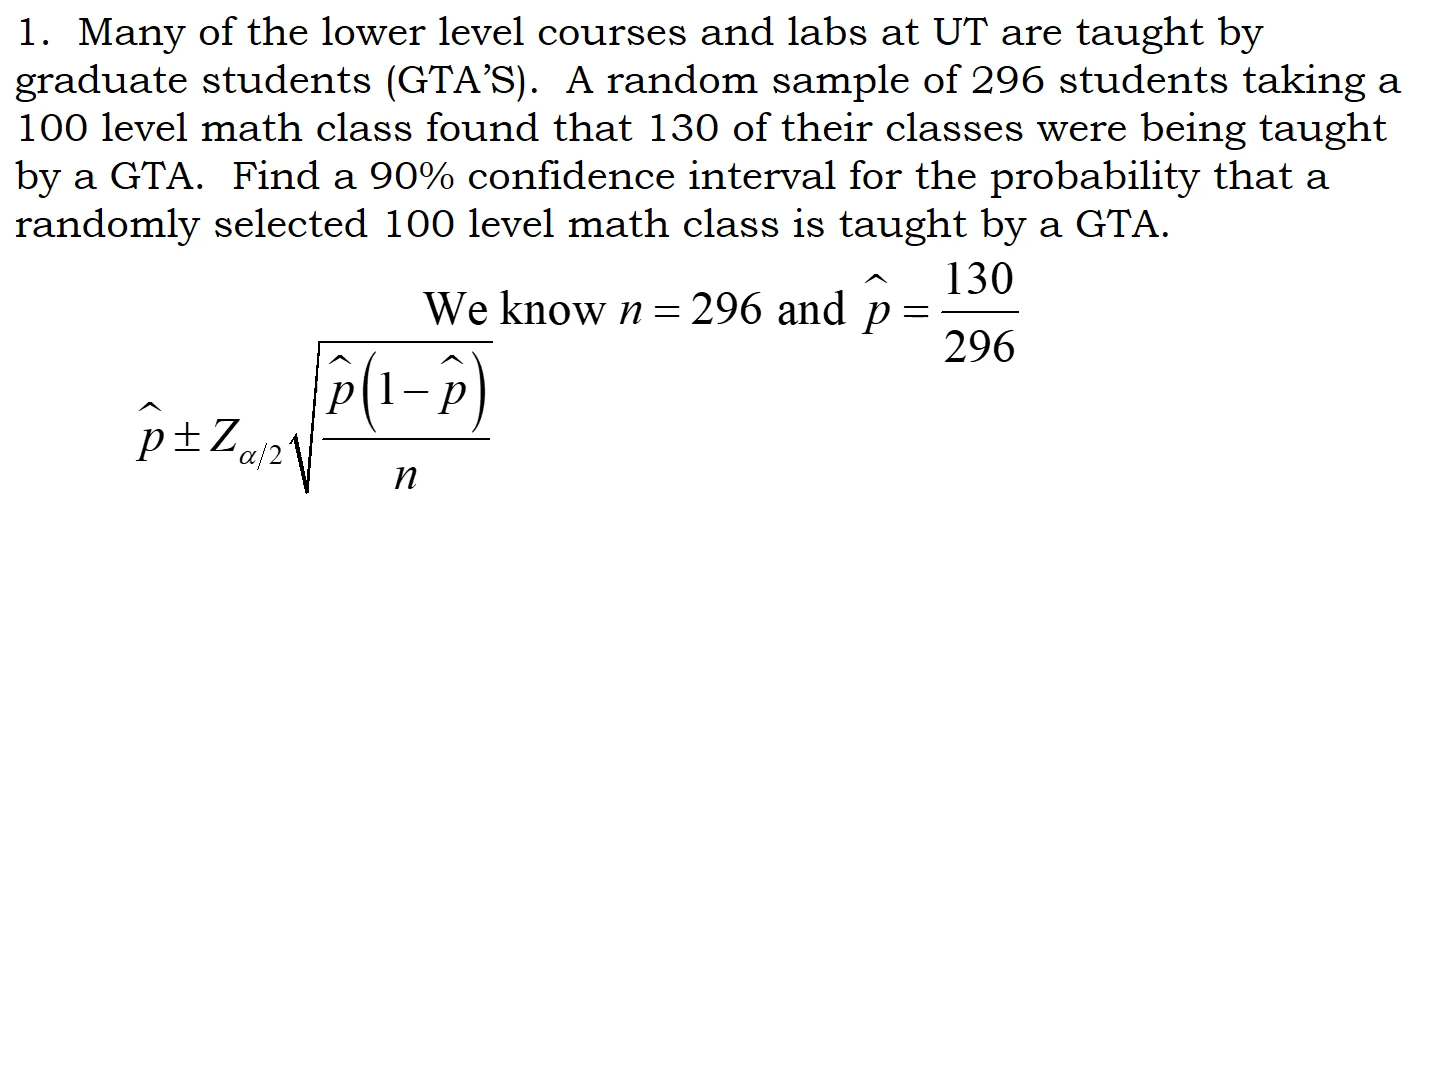 1. Many of the lower level courses and labs at UT are taught by
graduate students (GTA’S). A random sample of 296 students taking a
100 level math class found that 130 of their classes were being taught
by a GTA. Find a 90% confidence interval for the probability that a
randomly selected 100 level math class is taught by a GTA.
We know n = 296 and p̂ = 130/296
p̂ ± Z_{α/2} √(p̂(1 − p̂)/n)